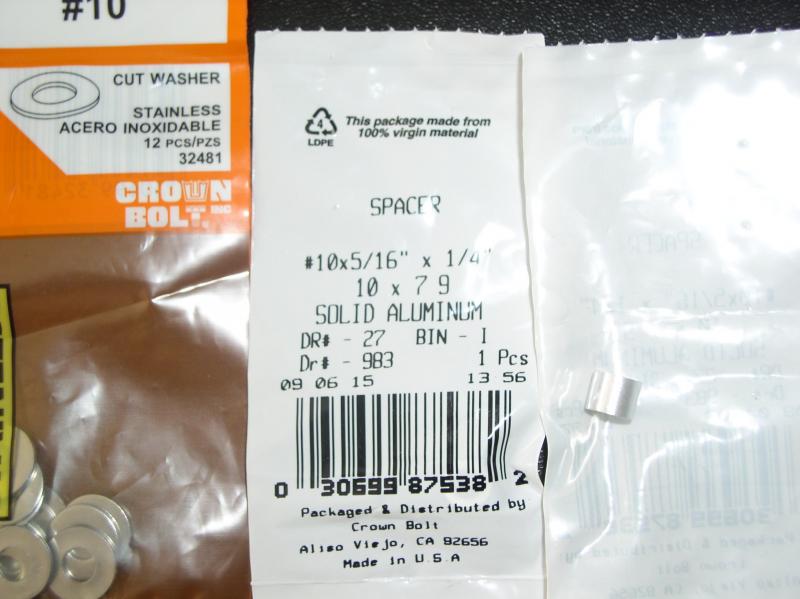 #10
CUT WASHER
STAINLESS
ACERO INOXIDABLE
12 PCS/PZS
32481
CROWN
BOLT INC
4
LDPE
This package made from
100% virgin material
SPACER
#10x5/16" x 1/4"
10 x 7 9
SOLID ALUMINUM
DR# - 27 BIN - I
Dr# - 983 1 Pcs
09 06 15 13 56
0 30699 87538 2
Packaged & Distributed by
Crown Bolt
Aliso Viejo, CA 92656
Made in U.S.A